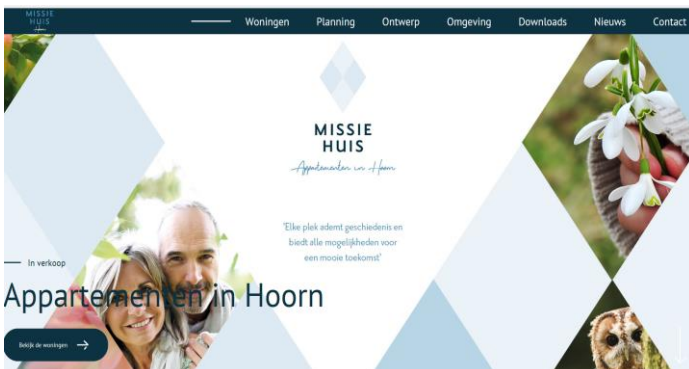 MISSIE
HUIS
Hoorn
Woningen Planning Ontwerp Omgeving Downloads Nieuws Contact
MISSIE
HUIS
Appartementen in Hoorn
'Elke plek ademt geschiedenis en
biedt alle mogelijkheden voor
een mooie toekomst'
In verkoop
Appartementen in Hoorn
Bekijk de woningen